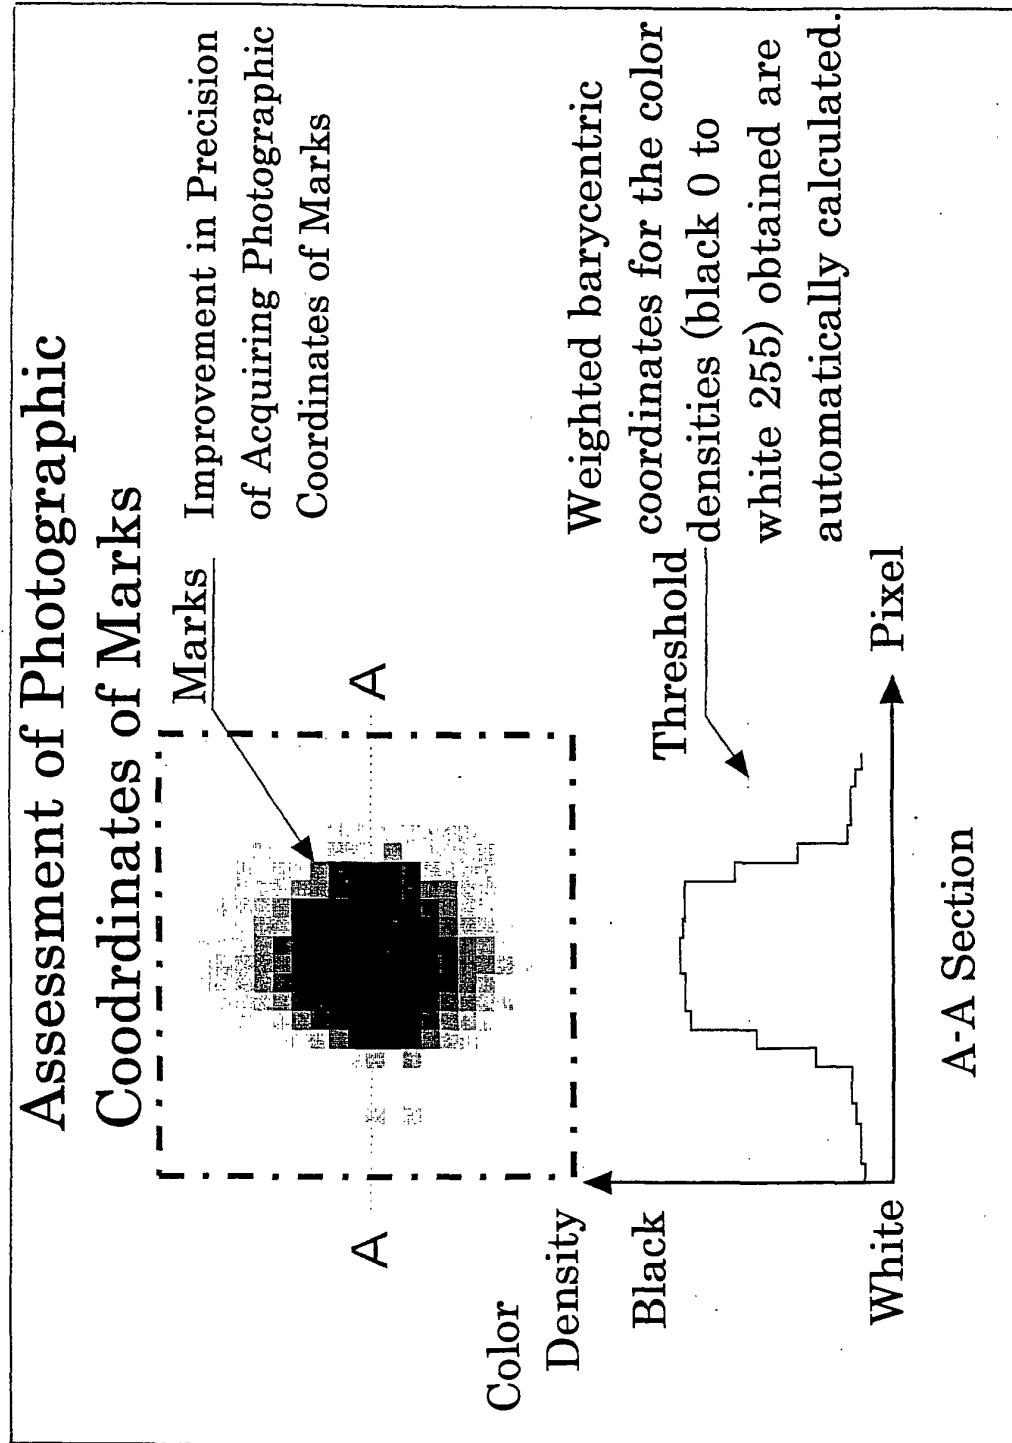 Assessment of Photographic
Coodrdinates of Marks
Marks
Improvement in Precision
of Acquiring Photographic
Coordinates of Marks
A
A
Color
Density
Black
White
Threshold
Pixel
A-A Section
Weighted barycentric
coordinates for the color
densities (black 0 to
white 255) obtained are
automatically calculated.